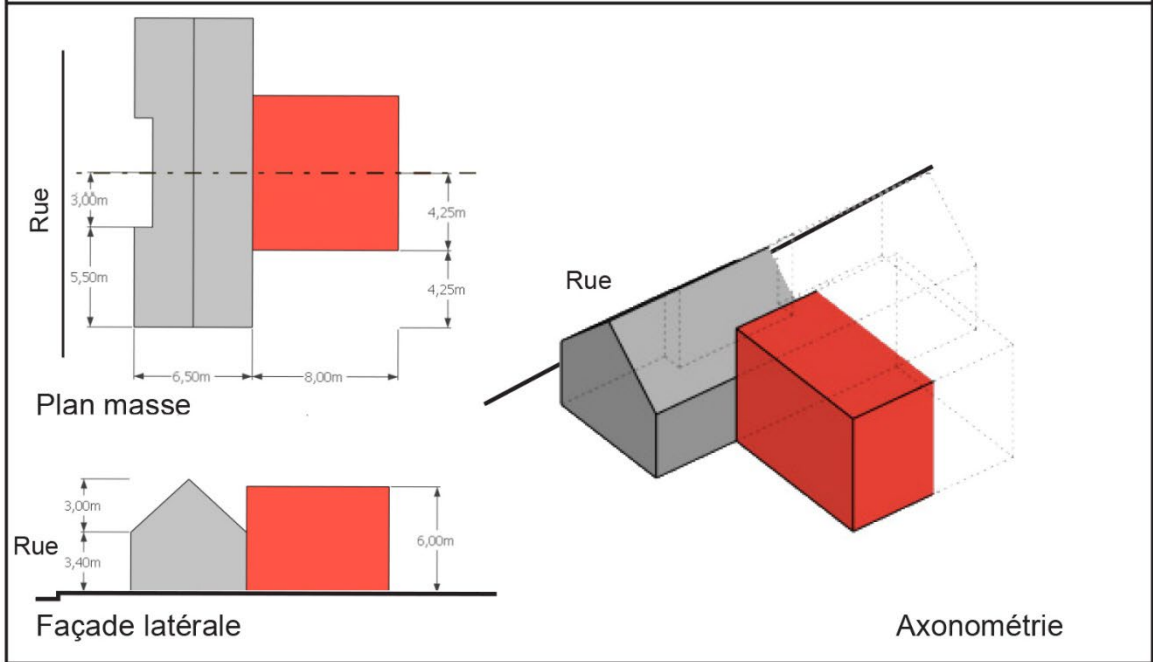 Rue
3,00m
5,50m
4,25m
4,25m
6,50m
8,00m
Plan masse
Rue
3,00m
3,40m
6,00m
Façade latérale
Rue
Axonométrie